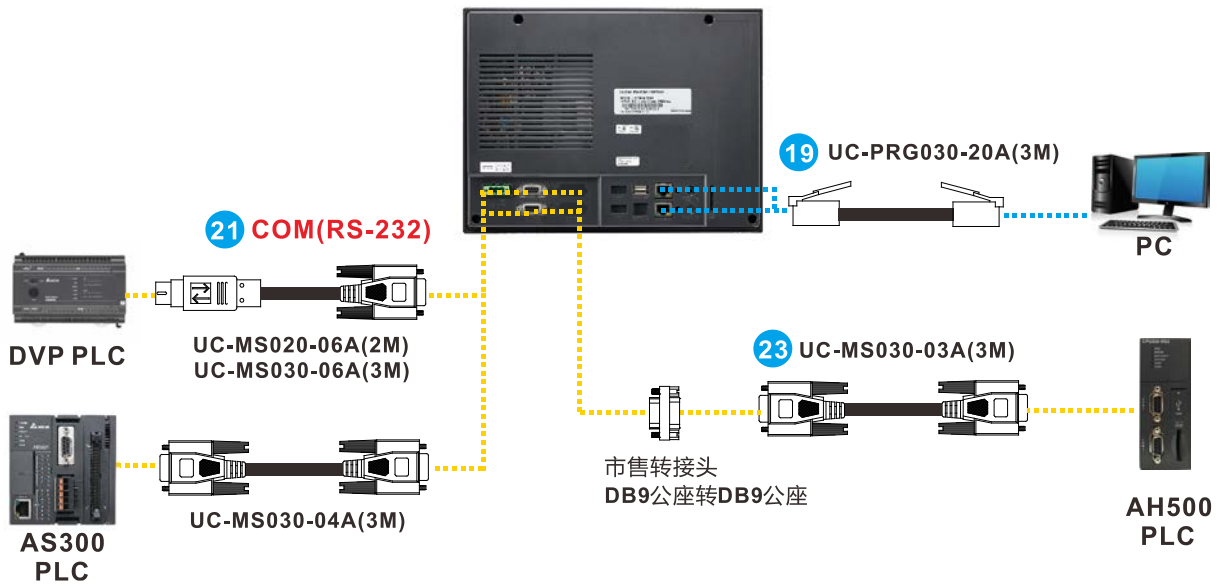 19 UC-PRG030-20A(3M)
PC
21 COM(RS-232)
DVP PLC
UC-MS020-06A(2M)
UC-MS030-06A(3M)
23 UC-MS030-03A(3M)
市售转接头
DB9公座转DB9公座
UC-MS030-04A(3M)
AS300
PLC
AH500
PLC